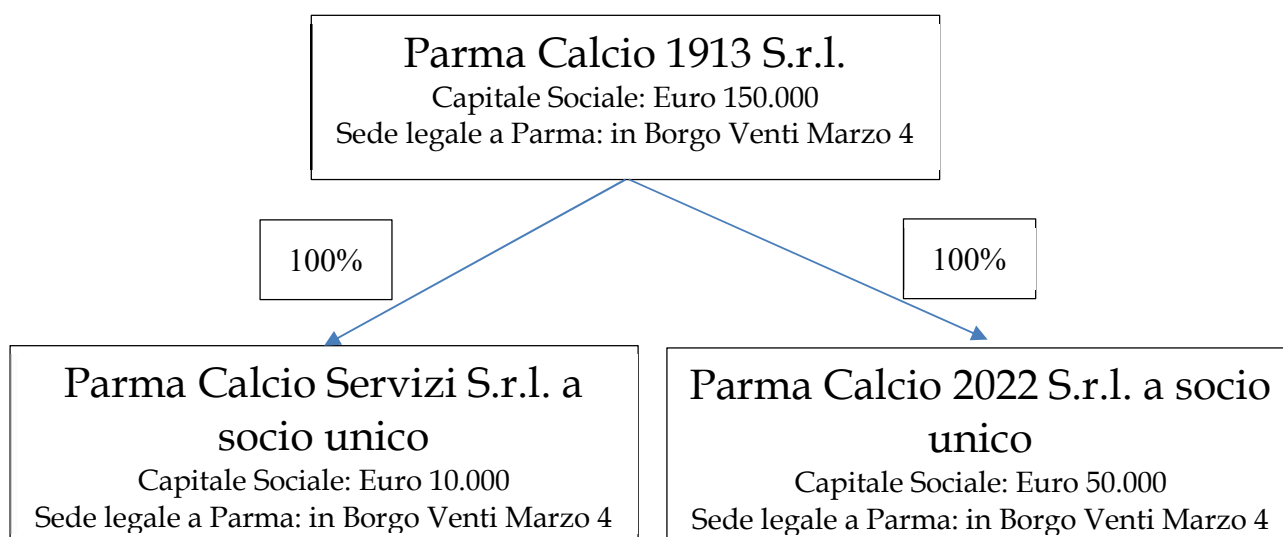 Parma Calcio 1913 S.r.l.
Capitale Sociale: Euro 150.000
Sede legale a Parma: in Borgo Venti Marzo 4
100%
100%
Parma Calcio Servizi S.r.l. a
socio unico
Capitale Sociale: Euro 10.000
Sede legale a Parma: in Borgo Venti Marzo 4
Parma Calcio 2022 S.r.l. a socio
unico
Capitale Sociale: Euro 50.000
Sede legale a Parma: in Borgo Venti Marzo 4